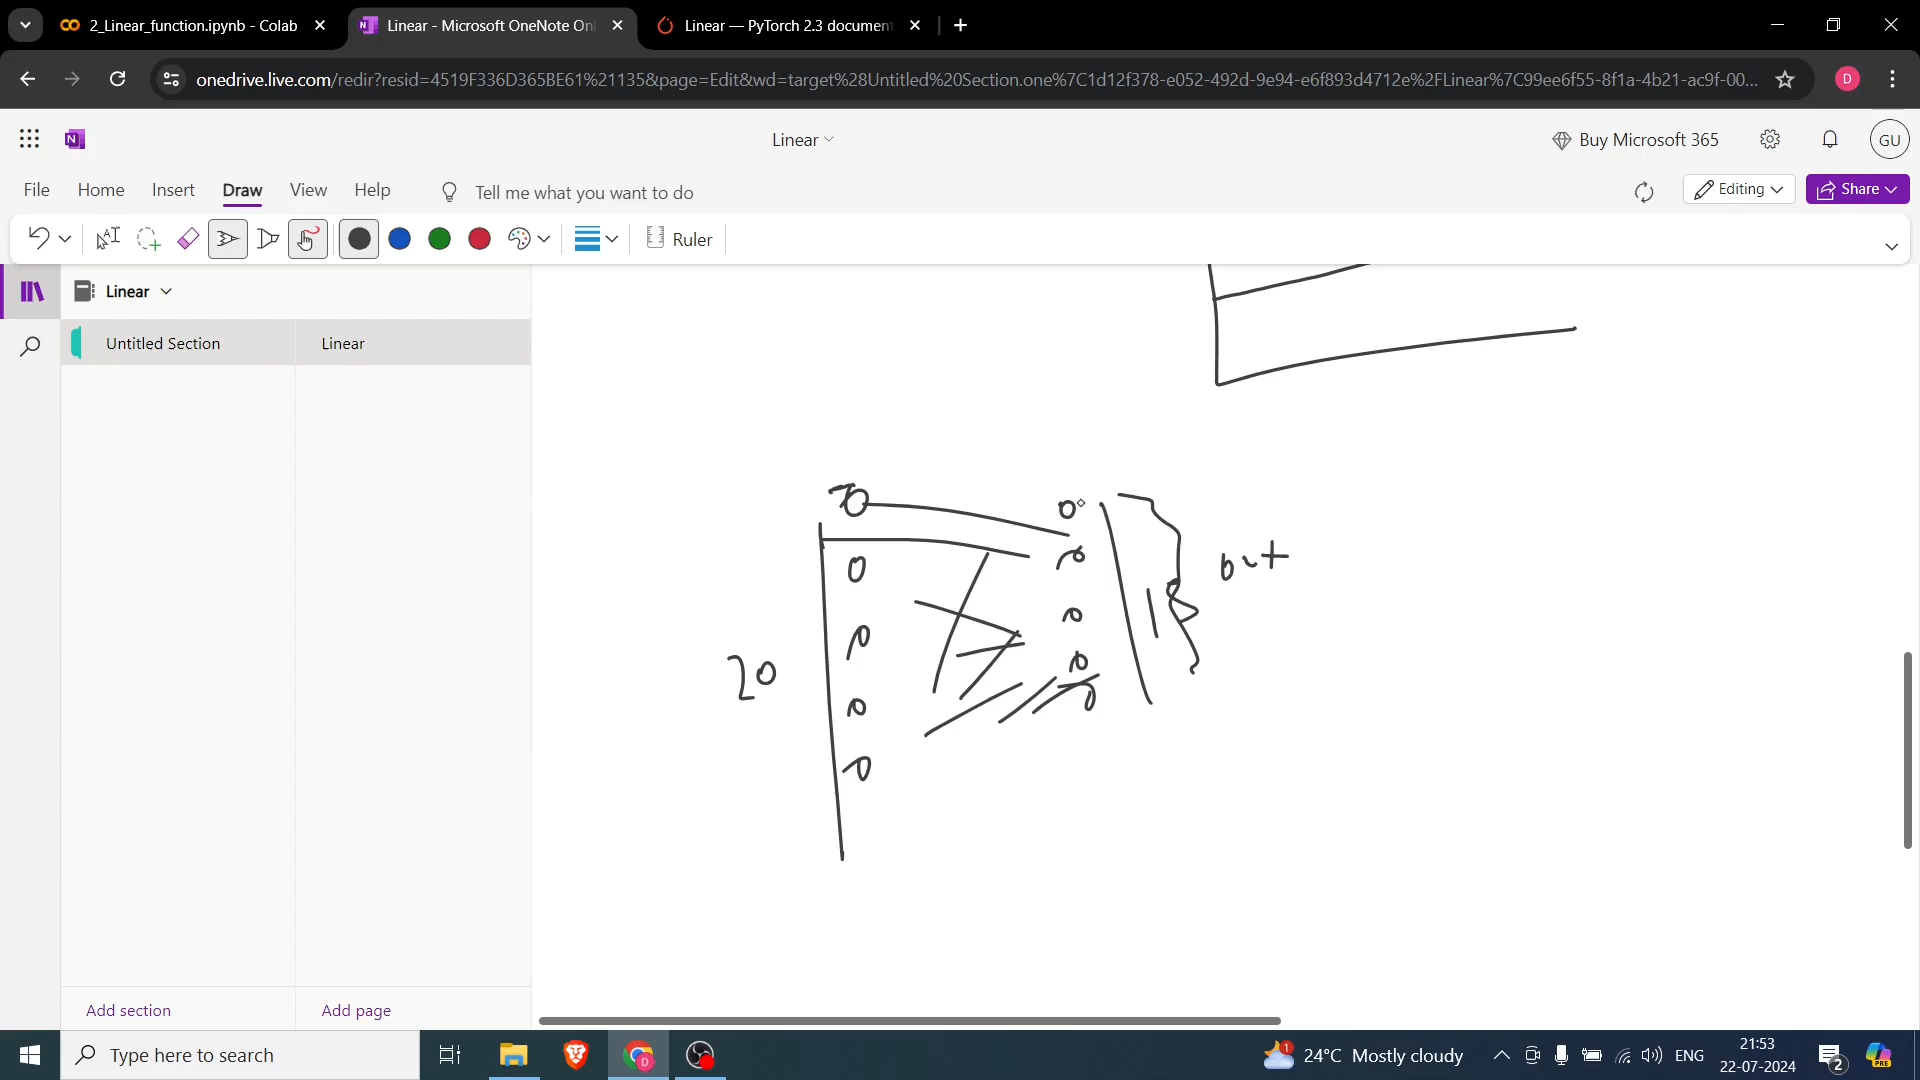 2_Linear_function.ipynb - Colab
Linear - Microsoft OneNote Onl
Linear — PyTorch 2.3 document
onedrive.live.com/redir?resid=4519F336D365BE61%21135&page=Edit&wd=target%28Untitled%20Section.one%7C1d12f378-e052-492d-9e94-e6f893d4712e%2FLinear%7C99ee6f55-8f1a-4b21-ac9f-00...
D
N
Linear
Buy Microsoft 365
GU
File
Home
Insert
Draw
View
Help
Tell me what you want to do
Editing
Share
Ruler
Linear
Untitled Section
Linear
out
20
Add section
Add page
Type here to search
24°C Mostly cloudy
ENG
21:53
22-07-2024